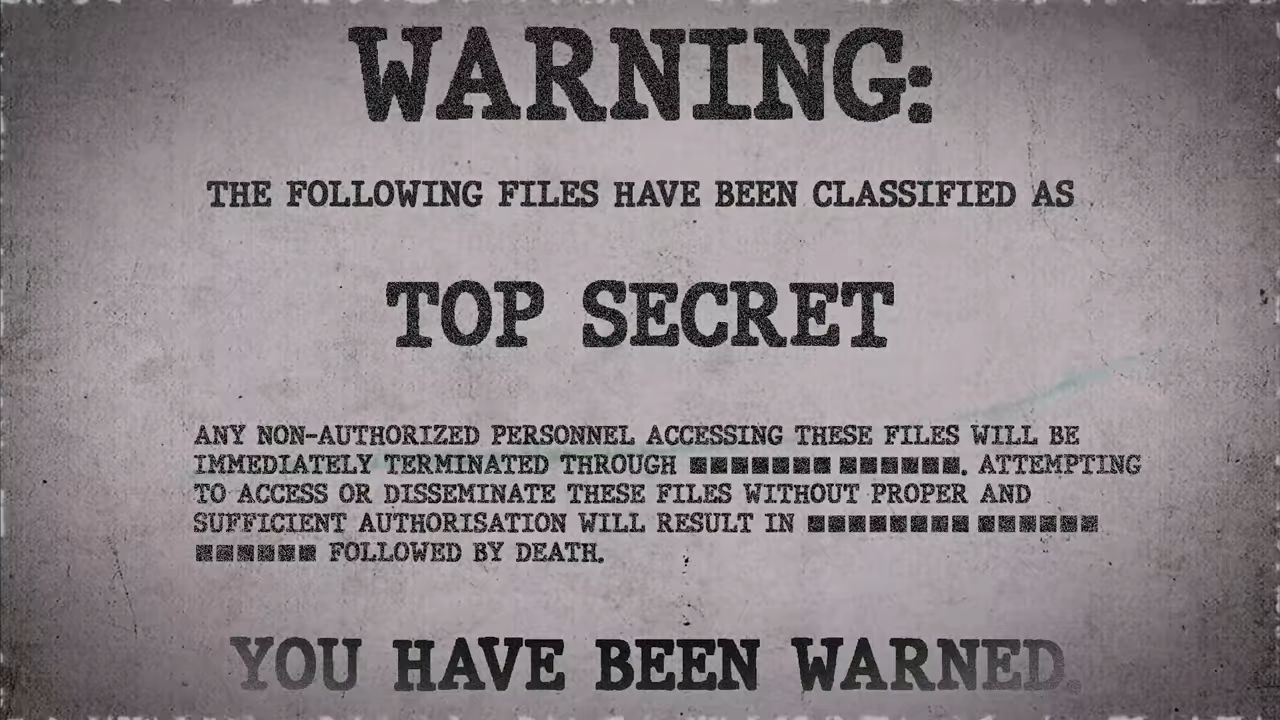 WARNING:
THE FOLLOWING FILES HAVE BEEN CLASSIFIED AS
TOP SECRET
ANY NON-AUTHORIZED PERSONNEL ACCESSING THESE FILES WILL BE
IMMEDIATELY TERMINATED THROUGH ■■■■■■■ ■■■■■■. ATTEMPTING
TO ACCESS OR DISSEMINATE THESE FILES WITHOUT PROPER AND
SUFFICIENT AUTHORISATION WILL RESULT IN ■■■■■■■■ ■■■■■■
■■■■■■ FOLLOWED BY DEATH.
YOU HAVE BEEN WARNED.